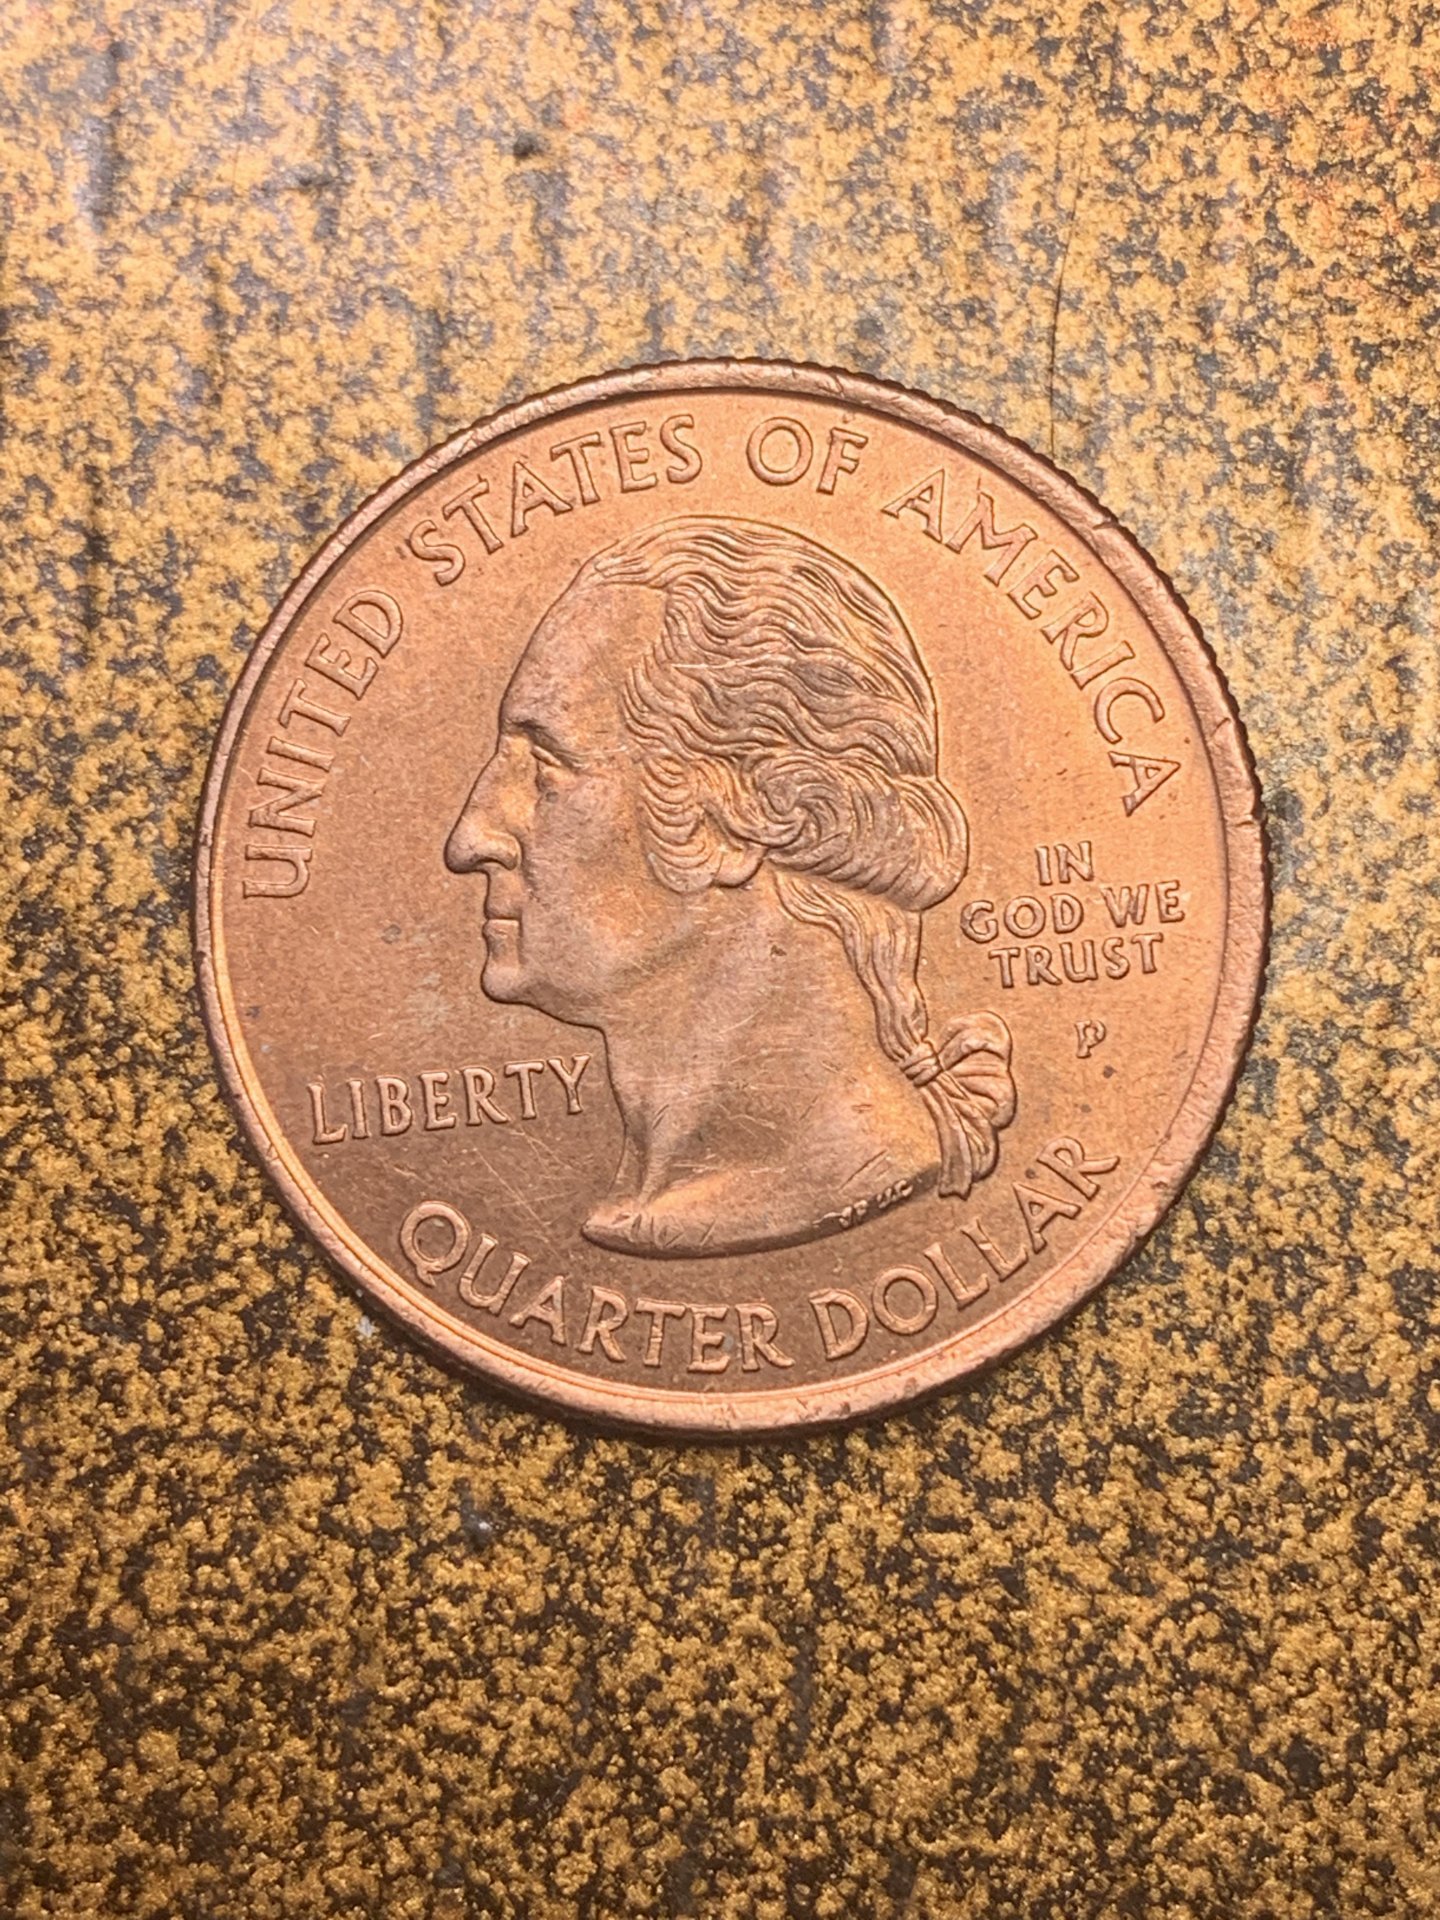 UNITED STATES OF AMERICA
LIBERTY
IN
GOD WE
TRUST
P
QUARTER DOLLAR